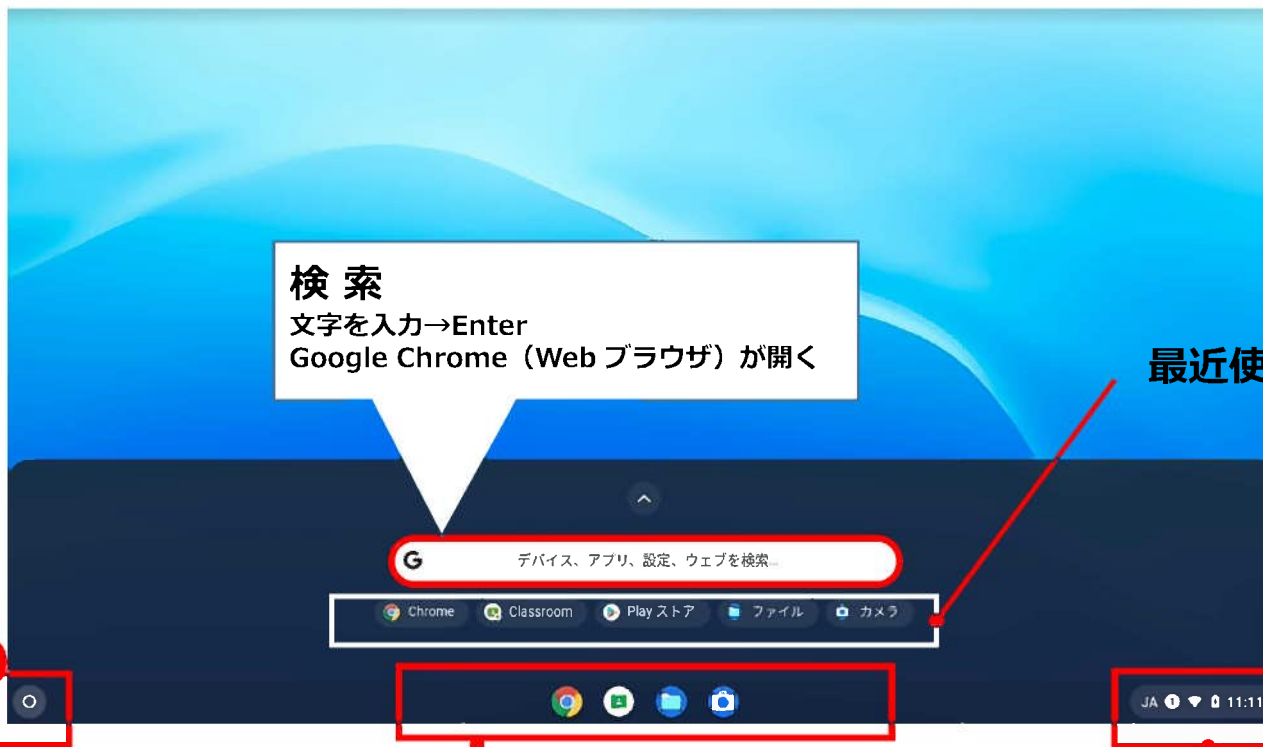 検 索
文字を入力→Enter
Google Chrome（Web ブラウザ）が開く
最近使
デバイス、アプリ、設定、ウェブを検索...
Chrome Classroom Play ストア ファイル カメラ
JA 1 11:11